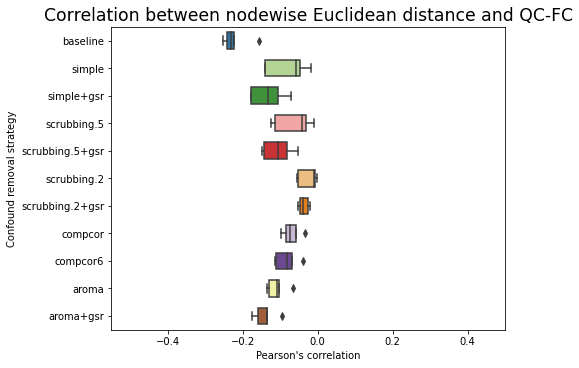 Correlation between nodewise Euclidean distance and QC-FC
Confound removal strategy
baseline
simple
simple+gsr
scrubbing.5
scrubbing.5+gsr
scrubbing.2
scrubbing.2+gsr
compcor
compcor6
aroma
aroma+gsr
−0.4 −0.2 0.0 0.2 0.4
Pearson's correlation